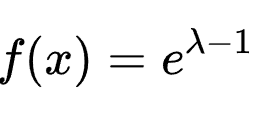 f(x) = e^{λ−1}